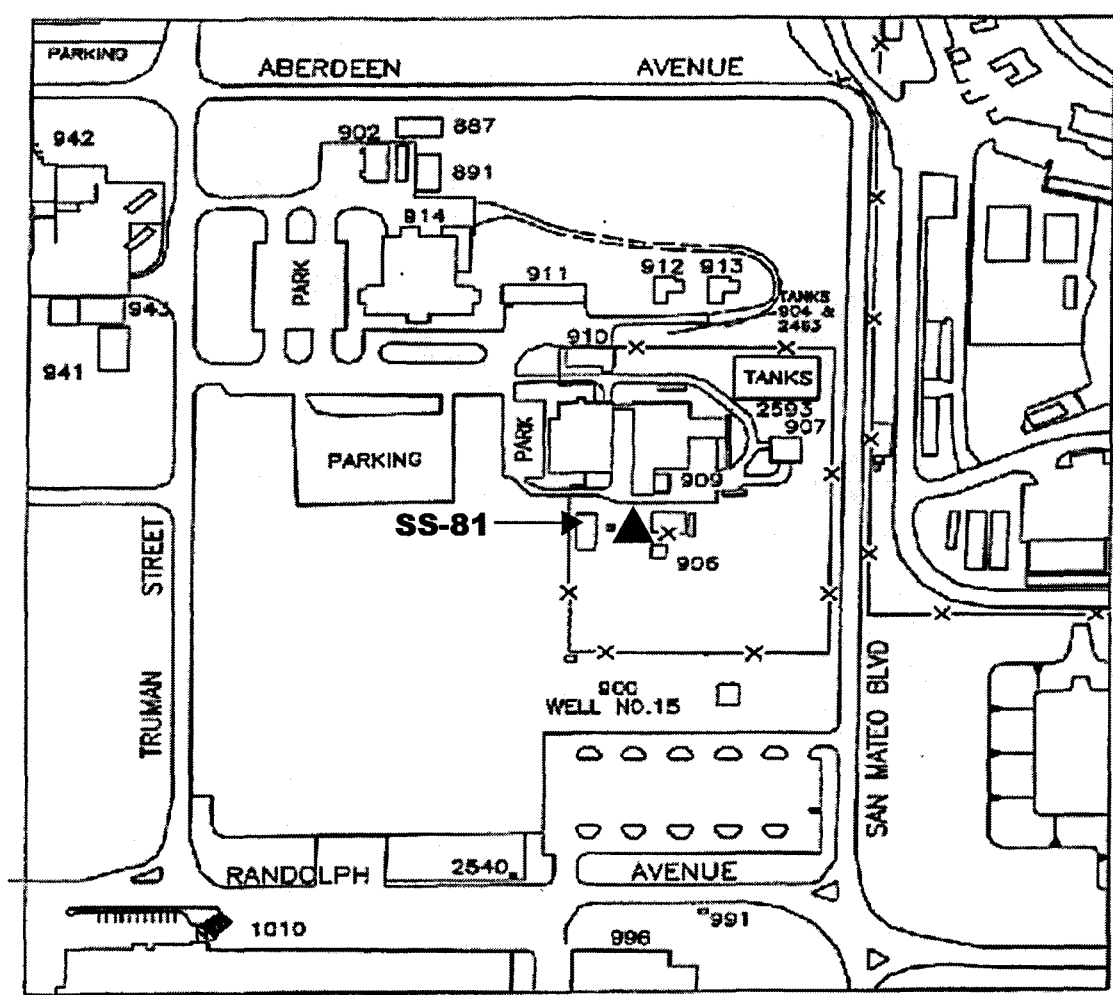 PARKING
ABERDEEN AVENUE
942
902
887
891
914
PARK
911
912
913
TANKS
904 &
2463
943
910
941
TANKS
2593
907
PARK
PARKING
909
SS-81
906
TRUMAN STREET
900
WELL NO.15
SAN MATEO BLVD
RANDOLPH AVENUE
2540
991
1010
996